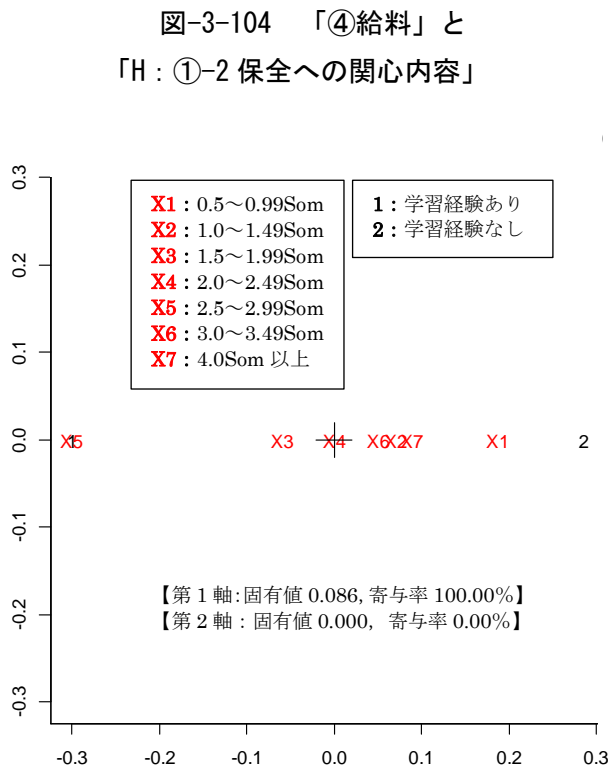 図-3-104 「④給料」と
「H：①-2 保全への関心内容」
X1：0.5～0.99Som
X2：1.0～1.49Som
X3：1.5～1.99Som
X4：2.0～2.49Som
X5：2.5～2.99Som
X6：3.0～3.49Som
X7：4.0Som 以上
1：学習経験あり
2：学習経験なし
0.3
0.2
0.1
0.0
-0.1
-0.2
-0.3
X5 1 X3 X4 X6 X2 X7 X1 2
【第 1 軸:固有値 0.086, 寄与率 100.00%】
【第 2 軸：固有値 0.000, 寄与率 0.00%】
-0.3 -0.2 -0.1 0.0 0.1 0.2 0.3